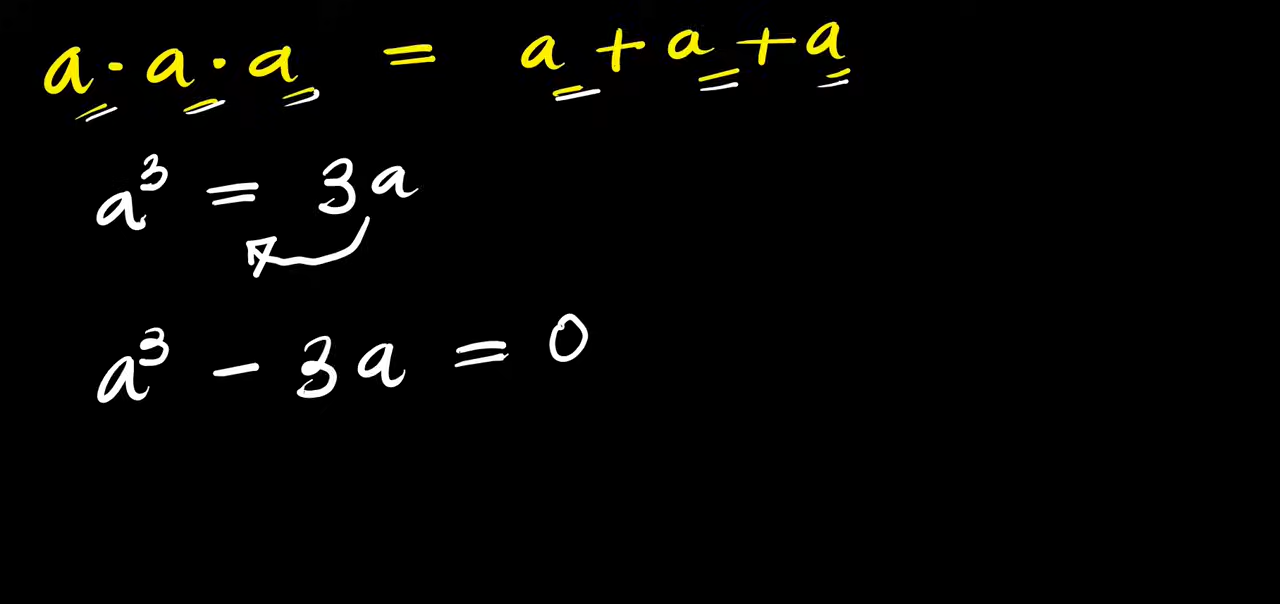 a · a · a = a + a + a
a³ = 3a
a³ - 3a = 0